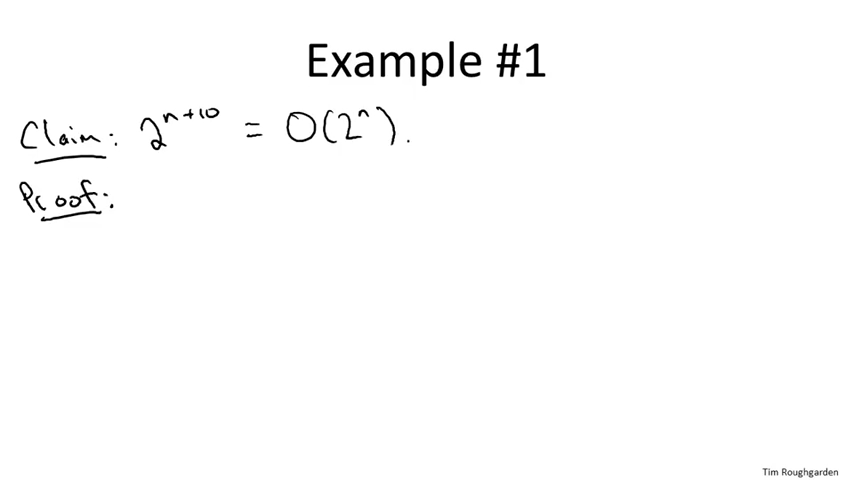 Example #1
Claim: 2^{n+10} = O(2^n).
Proof:
Tim Roughgarden